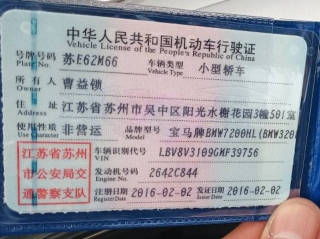 中华人民共和国机动车行驶证
Vehicle License of the People's Republic of China
号牌号码 苏E62M66 车辆类型 小型轿车
Plate No. Vehicle Type
所有人 曹益锁
Owner
住址 江苏省苏州市吴中区阳光水榭花园3幢501室
Address
使用性质 非营运 品牌型号 宝马牌BMW7200HL(BMW320
Use Character Model
江苏省苏州
市公安局交
通警察支队
车辆识别代号 LBV8V3109GMF39756
VIN
发动机号码 2642C844
Engine No.
注册日期 2016-02-02 发证日期 2016-02-02
Register Date Issue Date